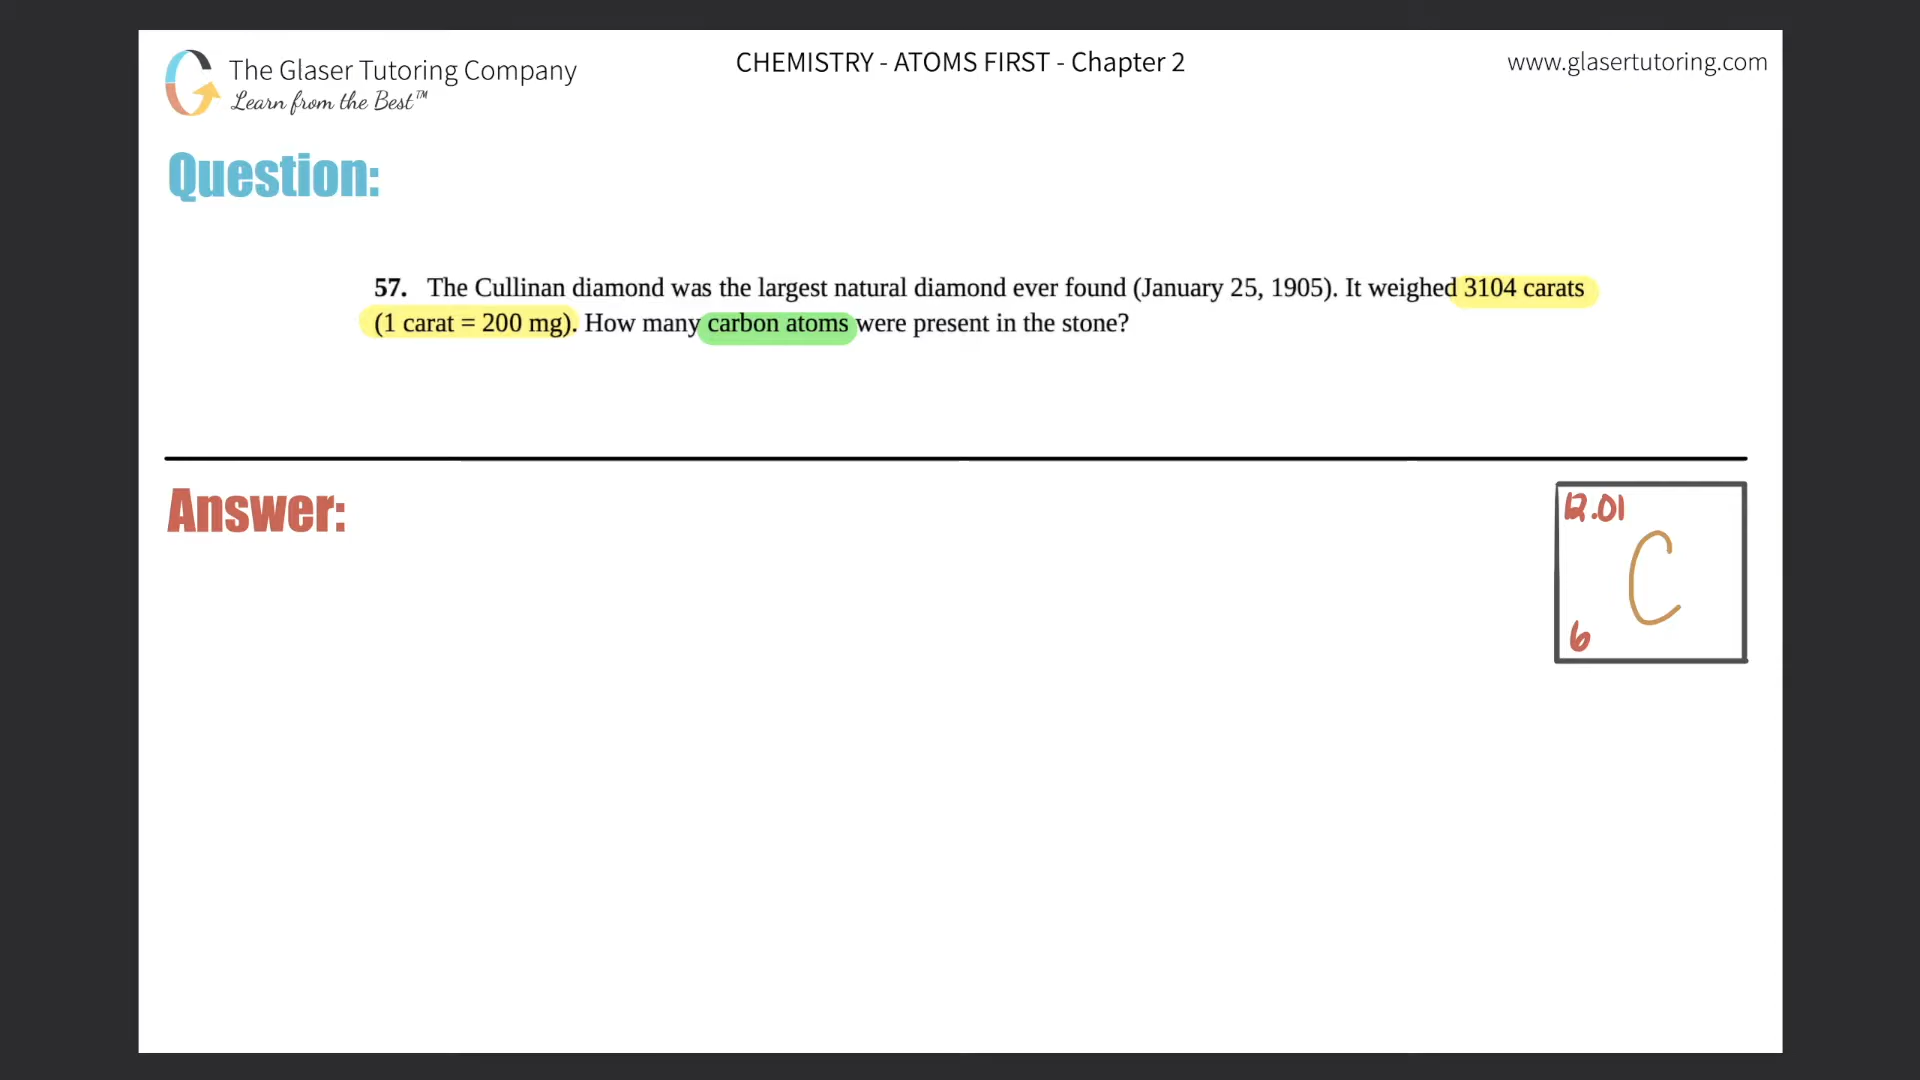 The Glaser Tutoring Company
Learn from the Best™
CHEMISTRY - ATOMS FIRST - Chapter 2
www.glasertutoring.com
Question:
57. The Cullinan diamond was the largest natural diamond ever found (January 25, 1905). It weighed 3104 carats
(1 carat = 200 mg). How many carbon atoms were present in the stone?
Answer:
12.01
C
6